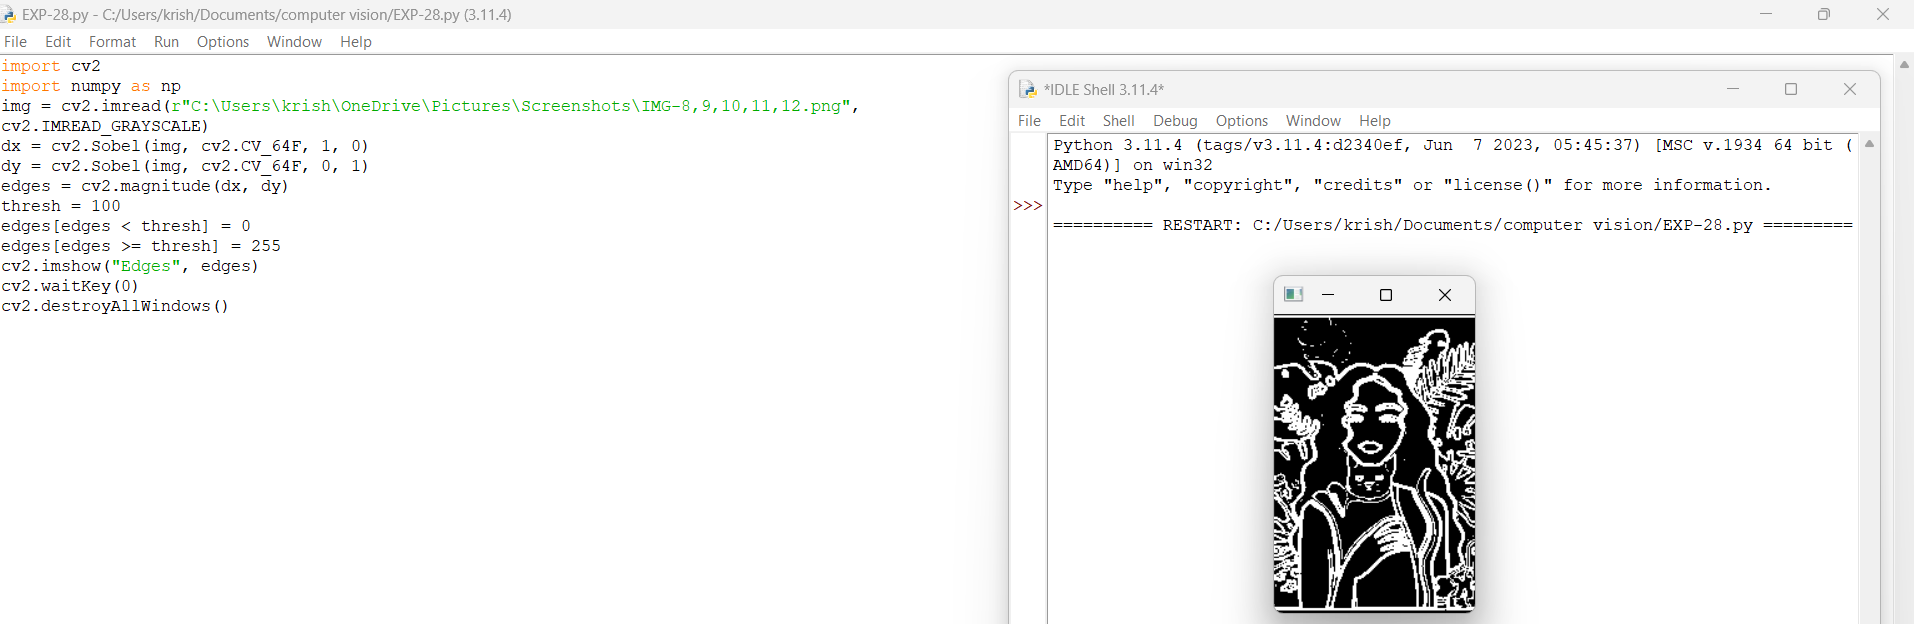 EXP-28.py - C:/Users/krish/Documents/computer vision/EXP-28.py (3.11.4)
File Edit Format Run Options Window Help
import cv2
import numpy as np
img = cv2.imread(r"C:\Users\krish\OneDrive\Pictures\Screenshots\IMG-8,9,10,11,12.png",
cv2.IMREAD_GRAYSCALE)
dx = cv2.Sobel(img, cv2.CV_64F, 1, 0)
dy = cv2.Sobel(img, cv2.CV_64F, 0, 1)
edges = cv2.magnitude(dx, dy)
thresh = 100
edges[edges < thresh] = 0
edges[edges >= thresh] = 255
cv2.imshow("Edges", edges)
cv2.waitKey(0)
cv2.destroyAllWindows()
*IDLE Shell 3.11.4*
File Edit Shell Debug Options Window Help
Python 3.11.4 (tags/v3.11.4:d2340ef, Jun  7 2023, 05:45:37) [MSC v.1934 64 bit (
AMD64)] on win32
Type "help", "copyright", "credits" or "license()" for more information.
>>>
========== RESTART: C:/Users/krish/Documents/computer vision/EXP-28.py =========